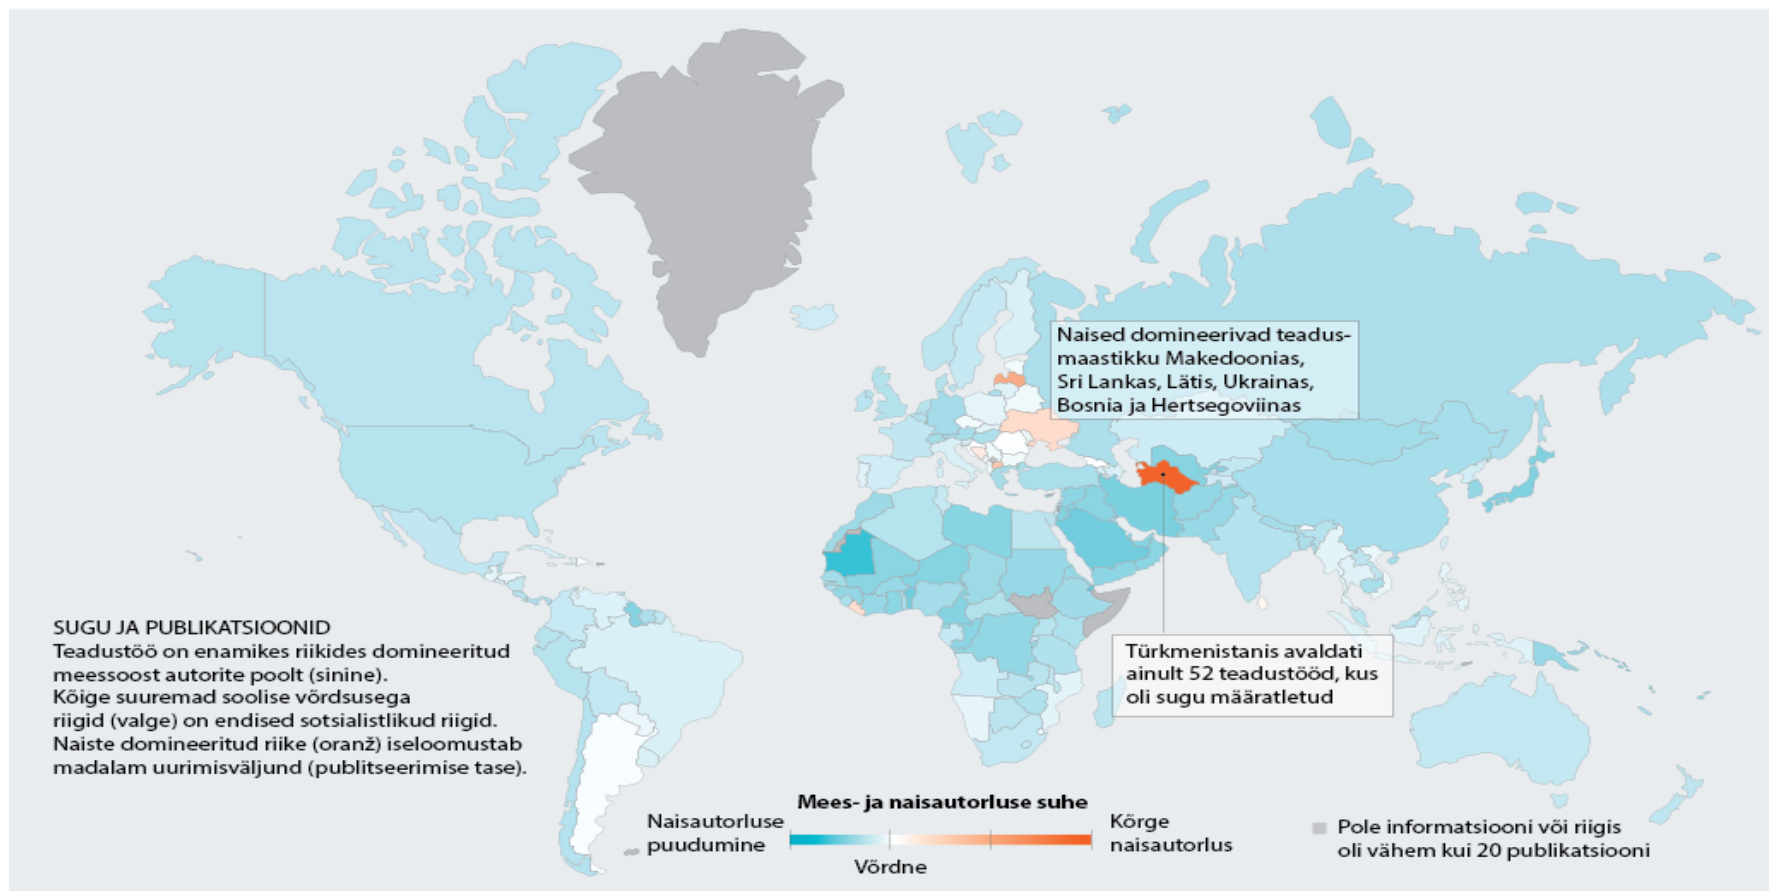 Naised domineerivad teadus-
maastikku Makedoonias,
Sri Lankas, Lätis, Ukrainas,
Bosnia ja Hertsegoviinas
SUGU JA PUBLIKATSIOONID
Teadustöö on enamikes riikides domineeritud
meessoost autorite poolt (sinine).
Kõige suuremad soolise võrdsusega
riigid (valge) on endised sotsialistlikud riigid.
Naiste domineeritud riike (oranž) iseloomustab
madalam uurimisväljund (publitseerimise tase).
Türkmenistanis avaldati
ainult 52 teadustööd, kus
oli sugu määratletud
Mees- ja naisautorluse suhe
Naisautorluse
puudumine
Võrdne
Kõrge
naisautorlus
Pole informatsiooni või riigis
oli vähem kui 20 publikatsiooni